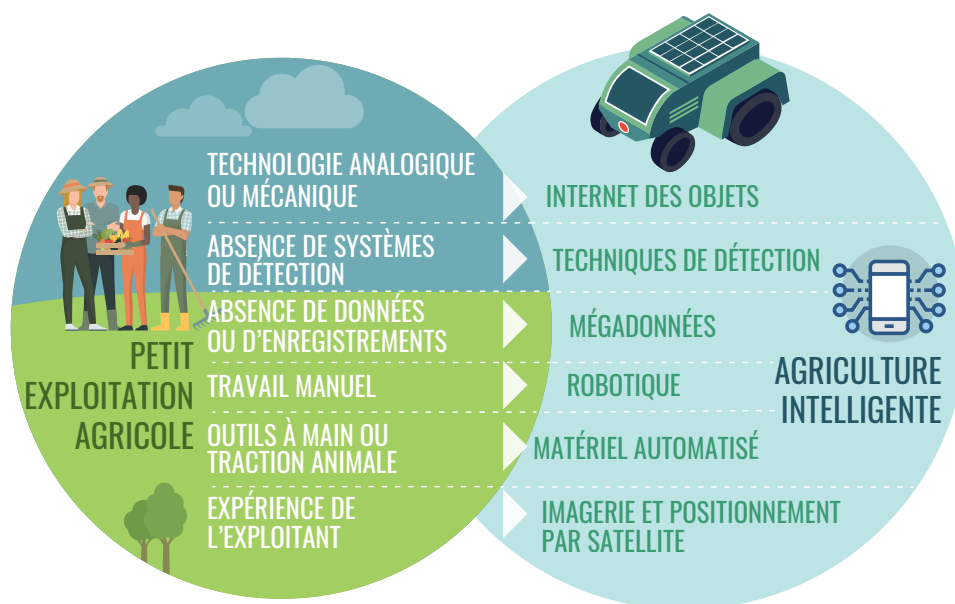 TECHNOLOGIE ANALOGIQUE
OU MÉCANIQUE
INTERNET DES OBJETS
ABSENCE DE SYSTÈMES
DE DÉTECTION
TECHNIQUES DE DÉTECTION
ABSENCE DE DONNÉES
OU D'ENREGISTREMENTS
MÉGADONNÉES
PETIT
EXPLOITATION
AGRICOLE
TRAVAIL MANUEL
ROBOTIQUE
AGRICULTURE
INTELLIGENTE
OUTILS À MAIN OU
TRACTION ANIMALE
MATÉRIEL AUTOMATISÉ
EXPÉRIENCE DE
L'EXPLOITANT
IMAGERIE ET POSITIONNEMENT
PAR SATELLITE